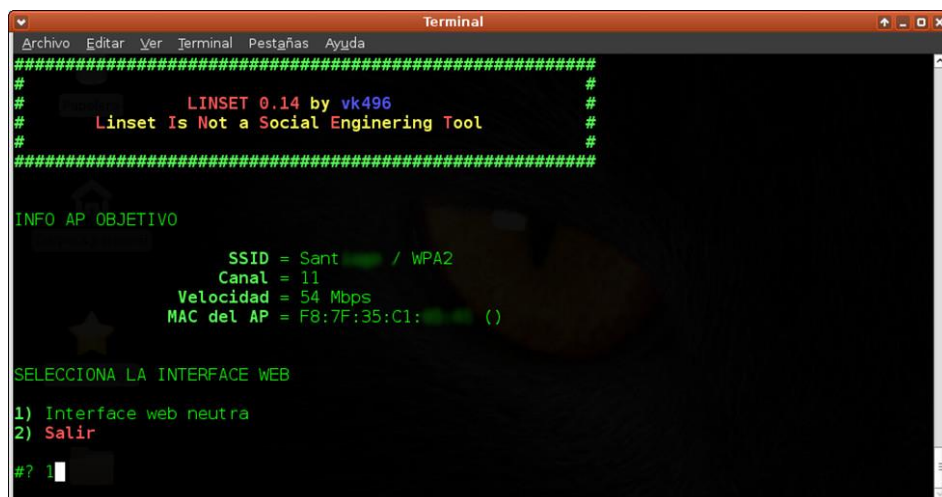 Terminal
Archivo Editar Ver Terminal Pestañas Ayuda
#########################################################
# #
# LINSET 0.14 by vk496 #
# Linset Is Not a Social Enginering Tool #
# #
#########################################################
INFO AP OBJETIVO
SSID = Sant / WPA2
Canal = 11
Velocidad = 54 Mbps
MAC del AP = F8:7F:35:C1: ()
SELECCIONA LA INTERFACE WEB
1) Interface web neutra
2) Salir
#? 1